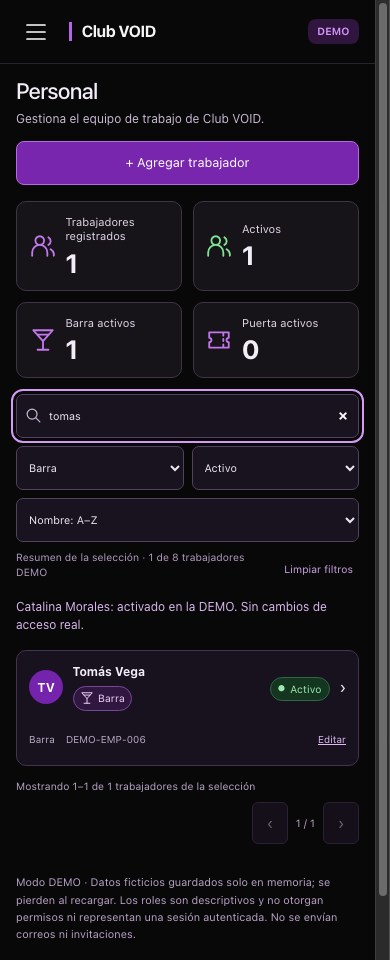 Club VOID
DEMO
Personal
Gestiona el equipo de trabajo de Club VOID.
+ Agregar trabajador
Trabajadores
registrados
1
Activos
1
Barra activos
1
Puerta activos
0
tomas
×
Barra
Activo
Nombre: A–Z
Resumen de la selección · 1 de 8 trabajadores
DEMO
Limpiar filtros
Catalina Morales: activado en la DEMO. Sin cambios de
acceso real.
TV
Tomás Vega
Barra
Activo
›
Barra DEMO-EMP-006
Editar
Mostrando 1–1 de 1 trabajadores de la selección
‹ 1 / 1 ›
Modo DEMO · Datos ficticios guardados solo en memoria; se
pierden al recargar. Los roles son descriptivos y no otorgan
permisos ni representan una sesión autenticada. No se envían
correos ni invitaciones.